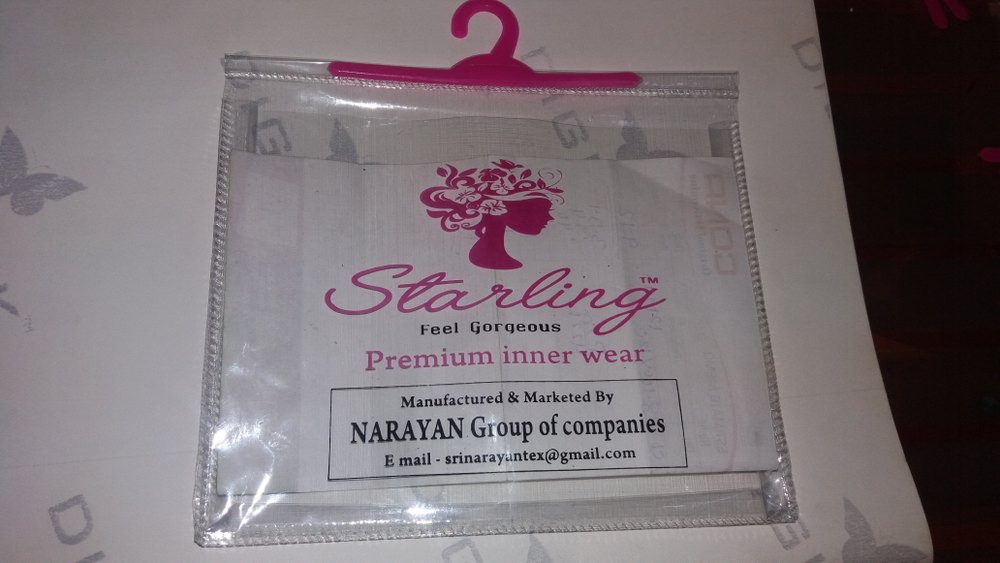 Starling™
Feel Gorgeous
Premium inner wear
Manufactured & Marketed By
NARAYAN Group of companies
E mail - srinarayantex@gmail.com